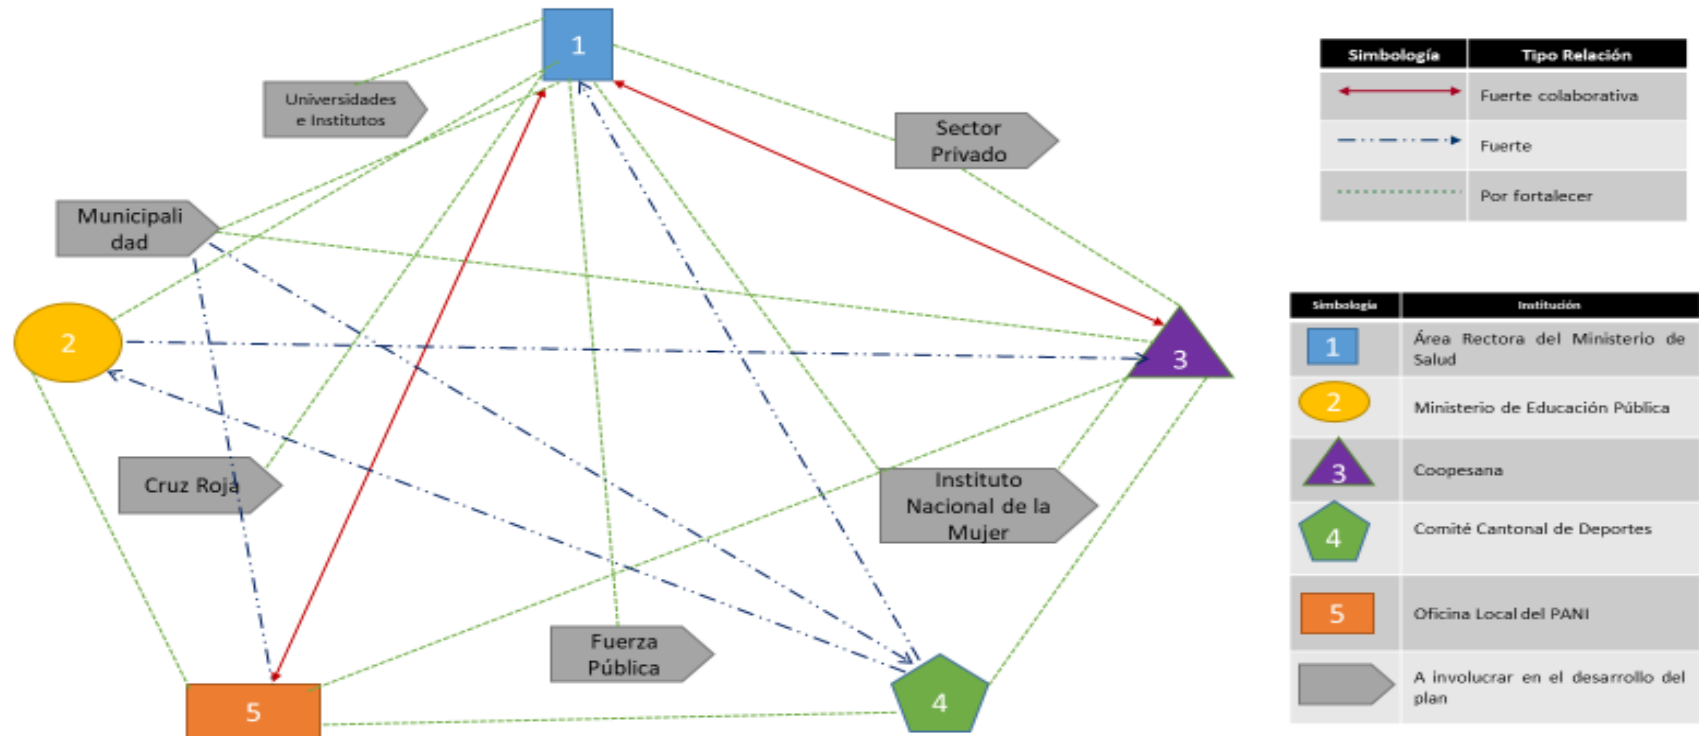 1
Universidades
e Institutos
Sector
Privado
Municipali
dad
2
3
Cruz Roja
Instituto
Nacional de la
Mujer
Fuerza
Pública
4
5
Simbología Tipo Relación
Fuerte colaborativa
Fuerte
Por fortalecer
Simbología Institución
1 Área Rectora del Ministerio de
Salud
2 Ministerio de Educación Pública
3 Coopesana
4 Comité Cantonal de Deportes
5 Oficina Local del PANI
A involucrar en el desarrollo del
plan